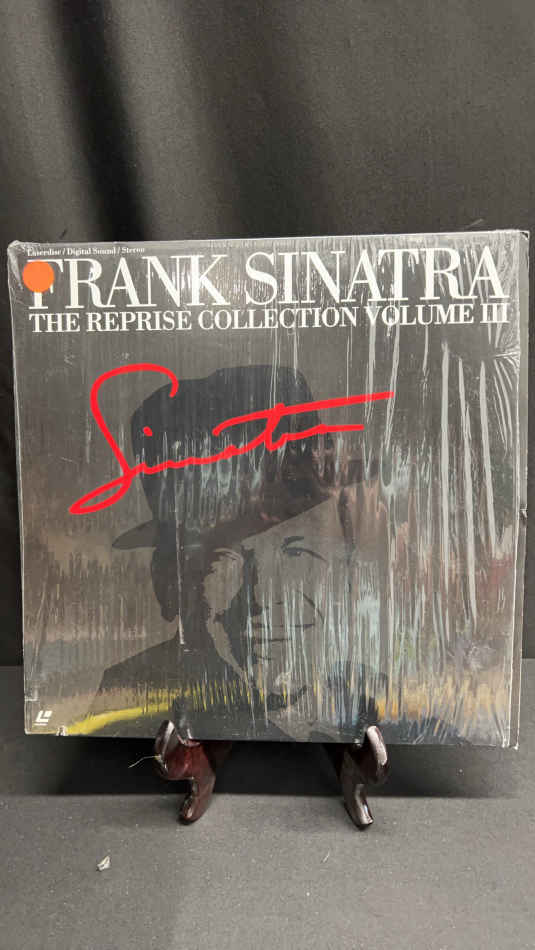 Laserdisc / Digital Sound / Stereo
FRANK SINATRA
THE REPRISE COLLECTION VOLUME III
Sinatra